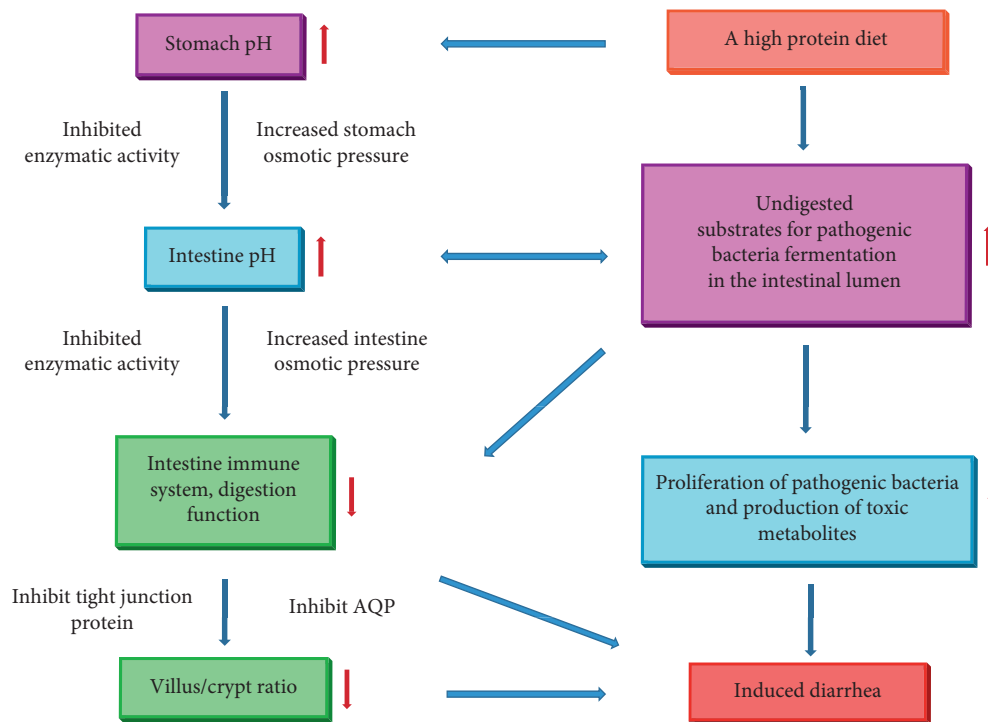 Stomach pH
A high protein diet
Inhibited
enzymatic activity
Increased stomach
osmotic pressure
Intestine pH
Undigested
substrates for pathogenic
bacteria fermentation
in the intestinal lumen
Inhibited
enzymatic activity
Increased intestine
osmotic pressure
Intestine immune
system, digestion
function
Proliferation of pathogenic bacteria
and production of toxic
metabolites
Inhibit tight junction
protein
Inhibit AQP
Villus/crypt ratio
Induced diarrhea